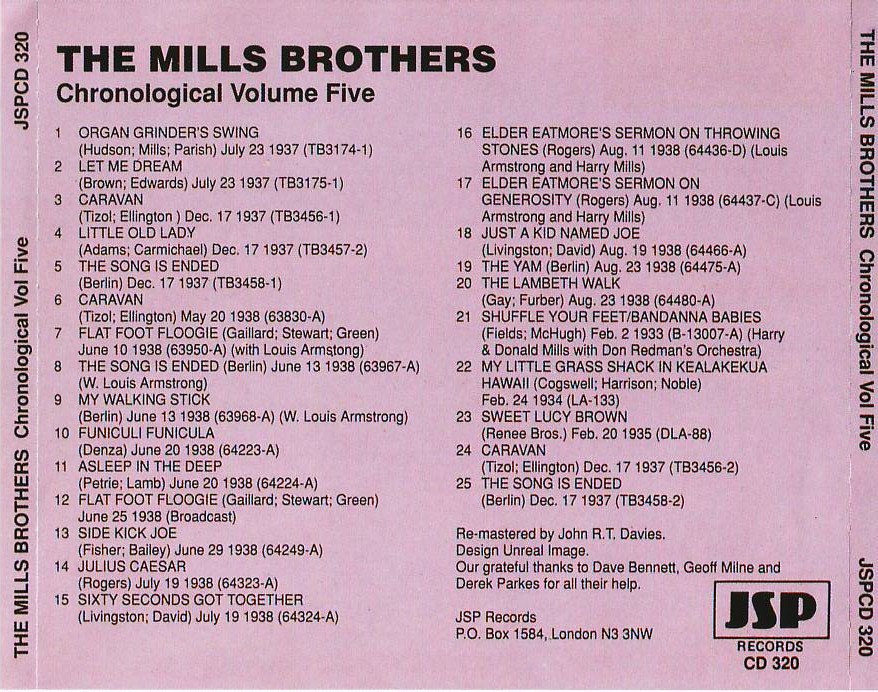 JSPCD 320
THE MILLS BROTHERS Chronological Vol Five
THE MILLS BROTHERS
Chronological Volume Five
1 ORGAN GRINDER'S SWING
(Hudson; Mills; Parish) July 23 1937 (TB3174-1)
2 LET ME DREAM
(Brown; Edwards) July 23 1937 (TB3175-1)
3 CARAVAN
(Tizol; Ellington ) Dec. 17 1937 (TB3456-1)
4 LITTLE OLD LADY
(Adams; Carmichael) Dec. 17 1937 (TB3457-2)
5 THE SONG IS ENDED
(Berlin) Dec. 17 1937 (TB3458-1)
6 CARAVAN
(Tizol; Ellington) May 20 1938 (63830-A)
7 FLAT FOOT FLOOGIE (Gaillard; Stewart; Green)
June 10 1938 (63950-A) (with Louis Armstong)
8 THE SONG IS ENDED (Berlin) June 13 1938 (63967-A)
(W. Louis Armstrong)
9 MY WALKING STICK
(Berlin) June 13 1938 (63968-A) (W. Louis Armstrong)
10 FUNICULI FUNICULA
(Denza) June 20 1938 (64223-A)
11 ASLEEP IN THE DEEP
(Petrie; Lamb) June 20 1938 (64224-A)
12 FLAT FOOT FLOOGIE (Gaillard; Stewart; Green)
June 25 1938 (Broadcast)
13 SIDE KICK JOE
(Fisher; Bailey) June 29 1938 (64249-A)
14 JULIUS CAESAR
(Rogers) July 19 1938 (64323-A)
15 SIXTY SECONDS GOT TOGETHER
(Livingston; David) July 19 1938 (64324-A)
16 ELDER EATMORE'S SERMON ON THROWING
STONES (Rogers) Aug. 11 1938 (64436-D) (Louis
Armstrong and Harry Mills)
17 ELDER EATMORE'S SERMON ON
GENEROSITY (Rogers) Aug. 11 1938 (64437-C) (Louis
Armstrong and Harry Mills)
18 JUST A KID NAMED JOE
(Livingston; David) Aug. 19 1938 (64466-A)
19 THE YAM (Berlin) Aug. 23 1938 (64475-A)
20 THE LAMBETH WALK
(Gay; Furber) Aug. 23 1938 (64480-A)
21 SHUFFLE YOUR FEET/BANDANNA BABIES
(Fields; McHugh) Feb. 2 1933 (B-13007-A) (Harry
& Donald Mills with Don Redman's Orchestra)
22 MY LITTLE GRASS SHACK IN KEALAKEKUA
HAWAII (Cogswell; Harrison; Noble)
Feb. 24 1934 (LA-133)
23 SWEET LUCY BROWN
(Renee Bros.) Feb. 20 1935 (DLA-88)
24 CARAVAN
(Tizol; Ellington) Dec. 17 1937 (TB3456-2)
25 THE SONG IS ENDED
(Berlin) Dec. 17 1937 (TB3458-2)
Re-mastered by John R.T. Davies.
Design Unreal Image.
Our grateful thanks to Dave Bennett, Geoff Milne and
Derek Parkes for all their help.
JSP Records
P.O. Box 1584, London N3 3NW
JSP
RECORDS
CD 320
THE MILLS BROTHERS Chronological Vol Five
JSPCD 320